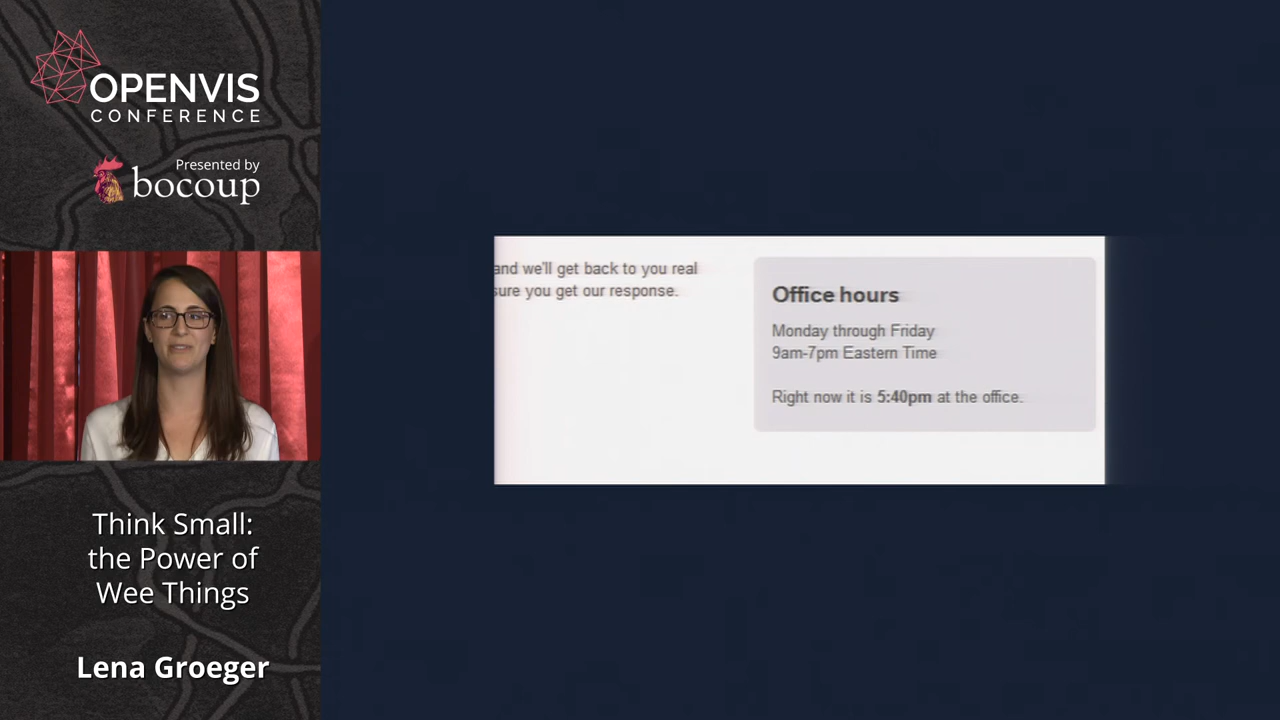 OPENVIS
CONFERENCE
Presented by
bocoup
Think Small:
the Power of
Wee Things
Lena Groeger
and we'll get back to you real
sure you get our response.
Office hours
Monday through Friday
9am-7pm Eastern Time
Right now it is 5:40pm at the office.